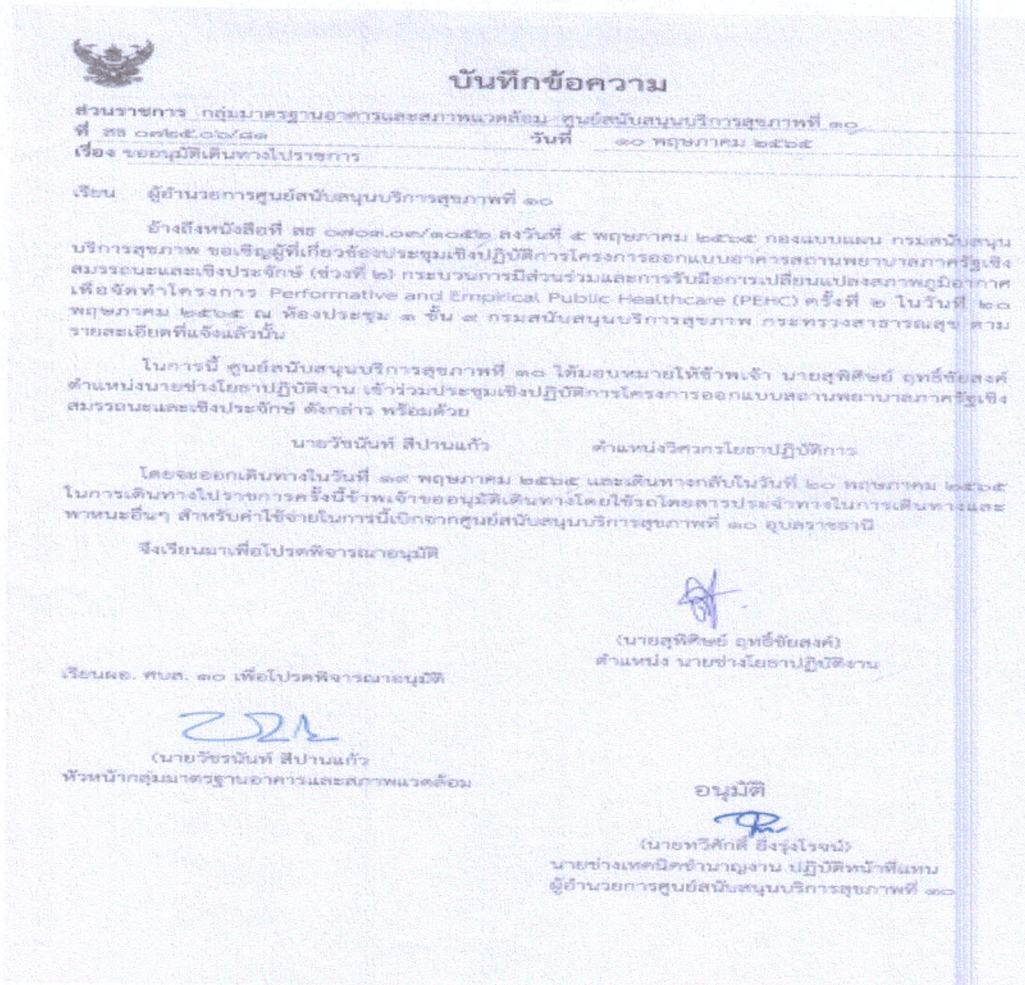 บันทึกข้อความ
ส่วนราชการ กลุ่มมาตรฐานอาคารและสภาพแวดล้อม ศูนย์สนับสนุนบริการสุขภาพที่ ๑๐
ที่ สธ ๐๗๒๕.๐๖/๘๑ วันที่ ๑๐ พฤษภาคม ๒๕๖๕
เรื่อง ขออนุมัติเดินทางไปราชการ
เรียน ผู้อำนวยการศูนย์สนับสนุนบริการสุขภาพที่ ๑๐
อ้างถึงหนังสือที่ สธ ๐๗๐๓.๐๓/๑๐๕๒ ลงวันที่ ๕ พฤษภาคม ๒๕๖๕ กองแบบแผน กรมสนับสนุน
บริการสุขภาพ ขอเชิญผู้ที่เกี่ยวข้องประชุมเชิงปฏิบัติการโครงการออกแบบอาคารสถานพยาบาลภาครัฐเชิง
สมรรถนะและเชิงประจักษ์ (ช่วงที่ ๒) กระบวนการมีส่วนร่วมและการรับมือการเปลี่ยนแปลงสภาพภูมิอากาศ
เพื่อจัดทำโครงการ Performative and Empirical Public Healthcare (PEHC) ครั้งที่ ๒ ในวันที่ ๒๐
พฤษภาคม ๒๕๖๕ ณ ห้องประชุม ๑ ชั้น ๙ กรมสนับสนุนบริการสุขภาพ กระทรวงสาธารณสุข ตาม
รายละเอียดที่แจ้งแล้วนั้น
ในการนี้ ศูนย์สนับสนุนบริการสุขภาพที่ ๑๐ ได้มอบหมายให้ข้าพเจ้า นายสุพิศิษย์ ฤทธิ์ชัยสงค์
ตำแหน่งนายช่างโยธาปฏิบัติงาน เข้าร่วมประชุมเชิงปฏิบัติการโครงการออกแบบสถานพยาบาลภาครัฐเชิง
สมรรถนะและเชิงประจักษ์ ดังกล่าว พร้อมด้วย
นายวัชนันท์ สีปานแก้ว ตำแหน่งวิศวกรโยธาปฏิบัติการ
โดยจะออกเดินทางในวันที่ ๑๙ พฤษภาคม ๒๕๖๕ และเดินทางกลับในวันที่ ๒๐ พฤษภาคม ๒๕๖๕
ในการเดินทางไปราชการครั้งนี้ข้าพเจ้าขออนุมัติเดินทางโดยใช้รถโดยสารประจำทางในการเดินทางและ
พาหนะอื่นๆ สำหรับค่าใช้จ่ายในการนี้เบิกจากศูนย์สนับสนุนบริการสุขภาพที่ ๑๐ อุบลราชธานี
จึงเรียนมาเพื่อโปรดพิจารณาอนุมัติ
(นายสุพิศิษย์ ฤทธิ์ชัยสงค์)
ตำแหน่ง นายช่างโยธาปฏิบัติงาน
เรียนผอ. ศบส. ๑๐ เพื่อโปรดพิจารณาอนุมัติ
(นายวัชรนันท์ สีปานแก้ว
หัวหน้ากลุ่มมาตรฐานอาคารและสภาพแวดล้อม
อนุมัติ
(นายทวีศักดิ์ ยิ่งรุ่งโรจน์)
นายช่างเทคนิคชำนาญงาน ปฏิบัติหน้าที่แทน
ผู้อำนวยการศูนย์สนับสนุนบริการสุขภาพที่ ๑๐